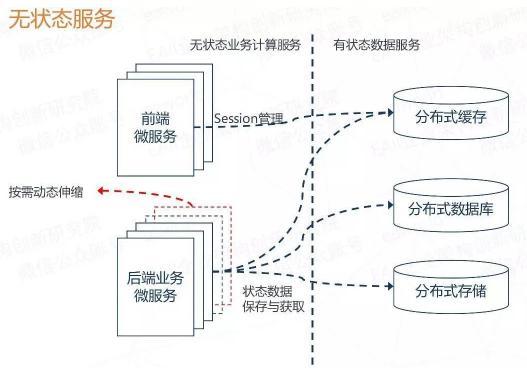 无状态服务
无状态业务计算服务
有状态数据服务
前端
微服务
Session管理
分布式缓存
按需动态伸缩
分布式数据库
后端业务
微服务
状态数据
保存与获取
分布式存储